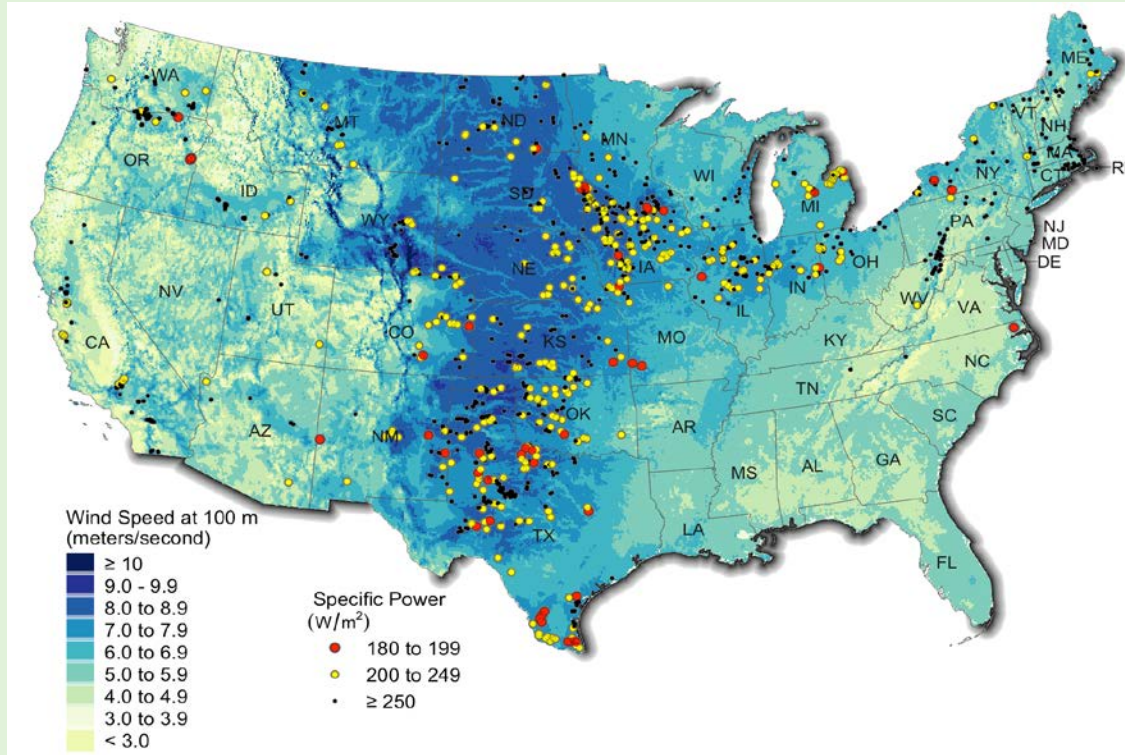 WA
ME
MT
ND
VT
MN
NH
OR
MA
ID
WI
NY
CT
R
SD
MI
WY
PA
NJ
IA
MD
NE
OH
DE
NV
IN
IL
UT
WV
CO
VA
CA
KS
MO
KY
NC
TN
OK
AZ
NM
AR
SC
MS
AL
GA
TX
LA
FL
Wind Speed at 100 m
(meters/second)
≥ 10
9.0 - 9.9
8.0 to 8.9
7.0 to 7.9
6.0 to 6.9
5.0 to 5.9
4.0 to 4.9
3.0 to 3.9
< 3.0
Specific Power
(W/m²)
180 to 199
200 to 249
≥ 250